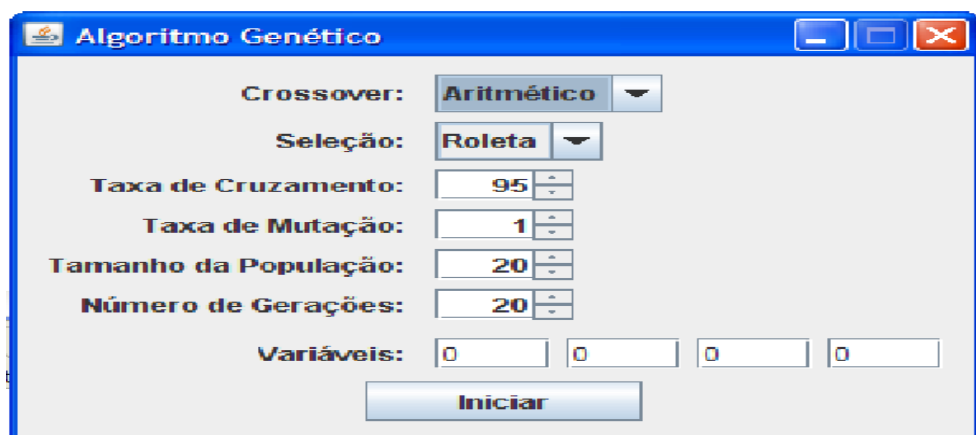 Algoritmo Genético
Crossover: Aritmético
Seleção: Roleta
Taxa de Cruzamento: 95
Taxa de Mutação: 1
Tamanho da População: 20
Número de Gerações: 20
Variáveis: 0 0 0 0
Iniciar